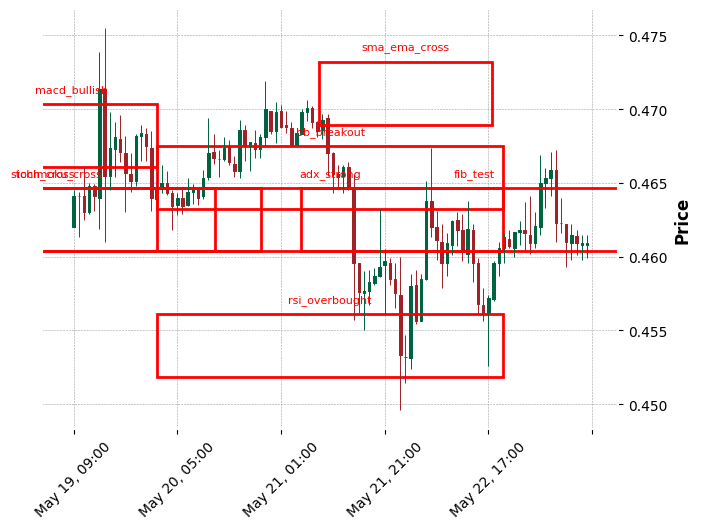 sma_ema_cross
macd_bullish
bb_breakout
adx_strong
fib_test
rsi_overbought
0.475
0.470
0.465
0.460
0.455
0.450
Price
May 19, 09:00
May 20, 05:00
May 21, 01:00
May 21, 21:00
May 22, 17:00